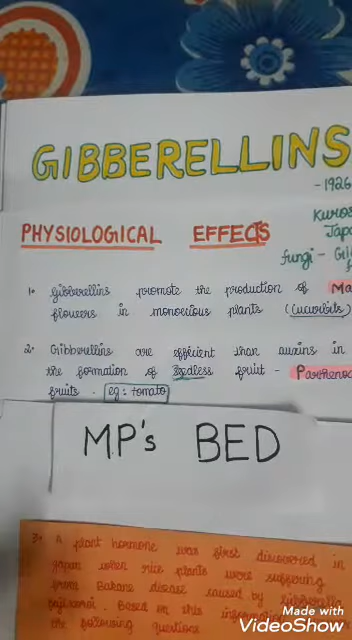 GIBBERELLINS
- 1926
PHYSIOLOGICAL EFFECTS
fungi -
1. Gibberellins promote the production of Ma
flowers in monoecious plants (cucurbits)
2. Gibberellins are efficient than auxins in
the formation of seedless fruit - Partheno
fruits. eg: tomato
MP's BED
3. A plant hormone was first discovered in
japan when rice plants were suffering
from Bakane disease caused by
fujikuroi. Based on this
the following questions
Made with
VideoShow